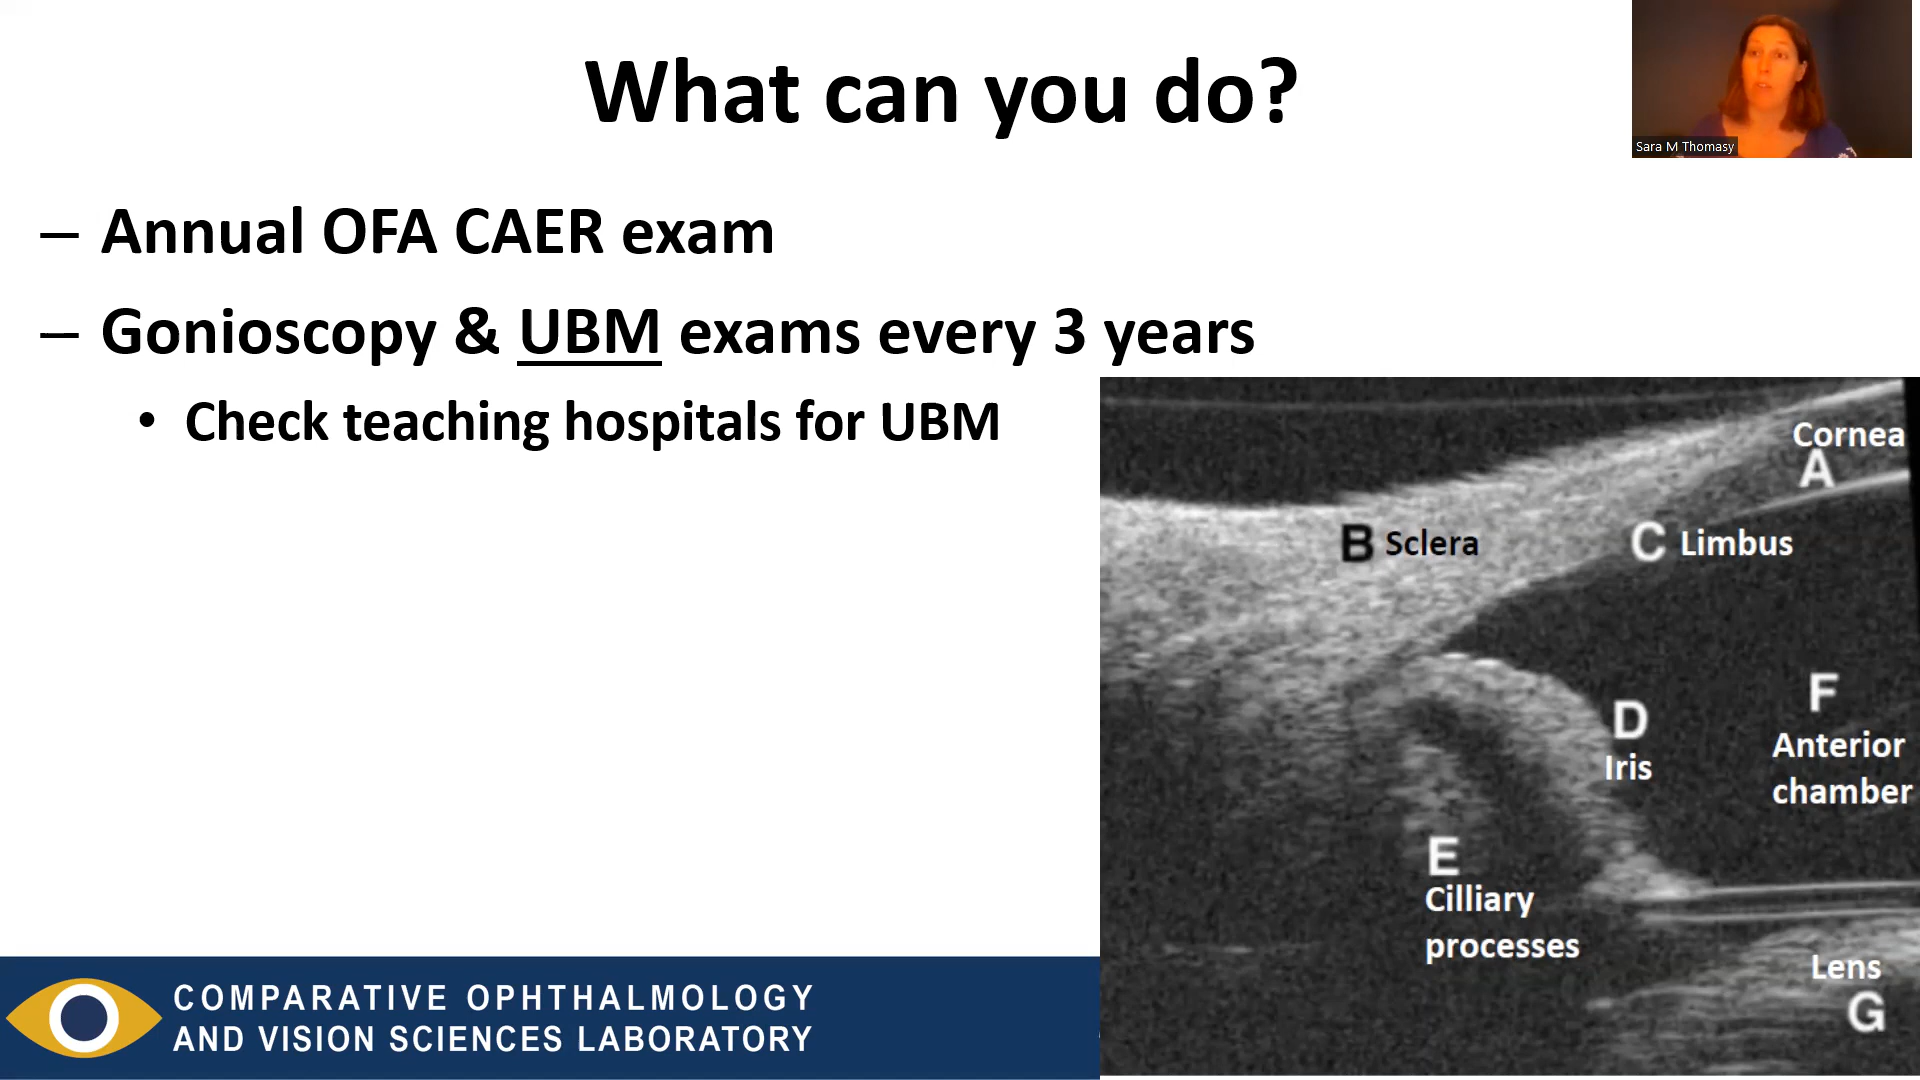 What can you do?
Sara M Thomasy
– Annual OFA CAER exam
– Gonioscopy & UBM exams every 3 years
• Check teaching hospitals for UBM
Cornea
A
B Sclera
C Limbus
D
Iris
F
Anterior
chamber
E
Cilliary
processes
Lens
G
COMPARATIVE OPHTHALMOLOGY
AND VISION SCIENCES LABORATORY